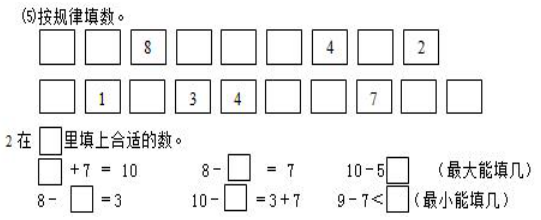 ⑸按规律填数。
□ □ 8 □ □ □ 4 □ 2
□ 1 □ 3 4 □ □ 7 □ □
2 在 □ 里填上合适的数。
□ +7 = 10 8- □ = 7 10-5□ (最大能填几)
8- □ =3 10- □ =3+7 9-7<□ (最小能填几)